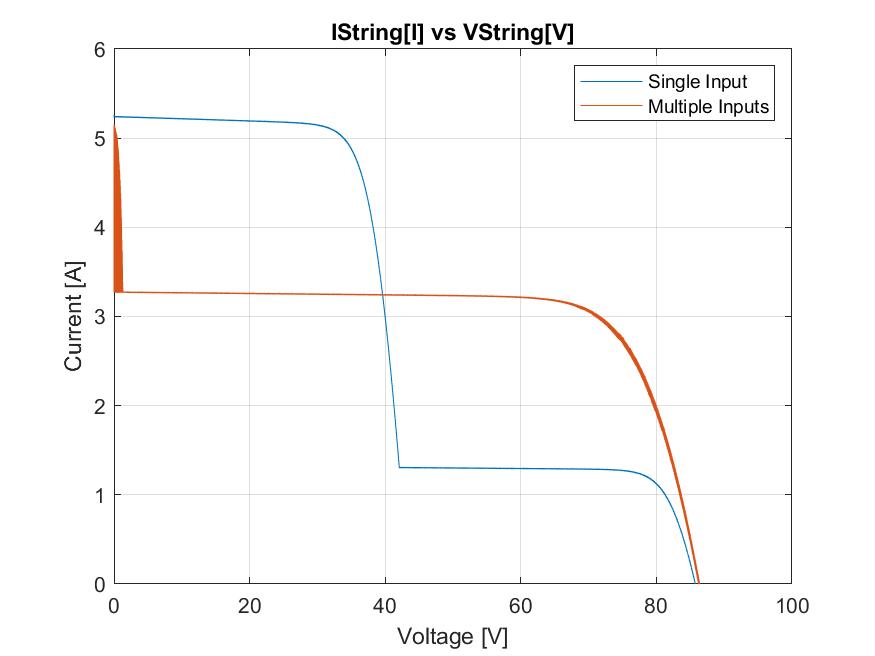 IString[I] vs VString[V]
Single Input
Multiple Inputs
6
5
4
3
2
1
0
Current [A]
0 20 40 60 80 100
Voltage [V]